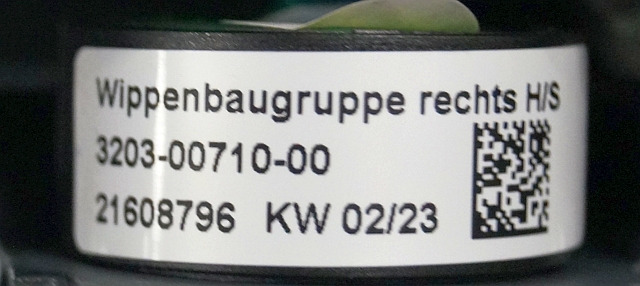 Wippenbaugruppe rechts H/S
3203-00710-00
21608796 KW 02/23